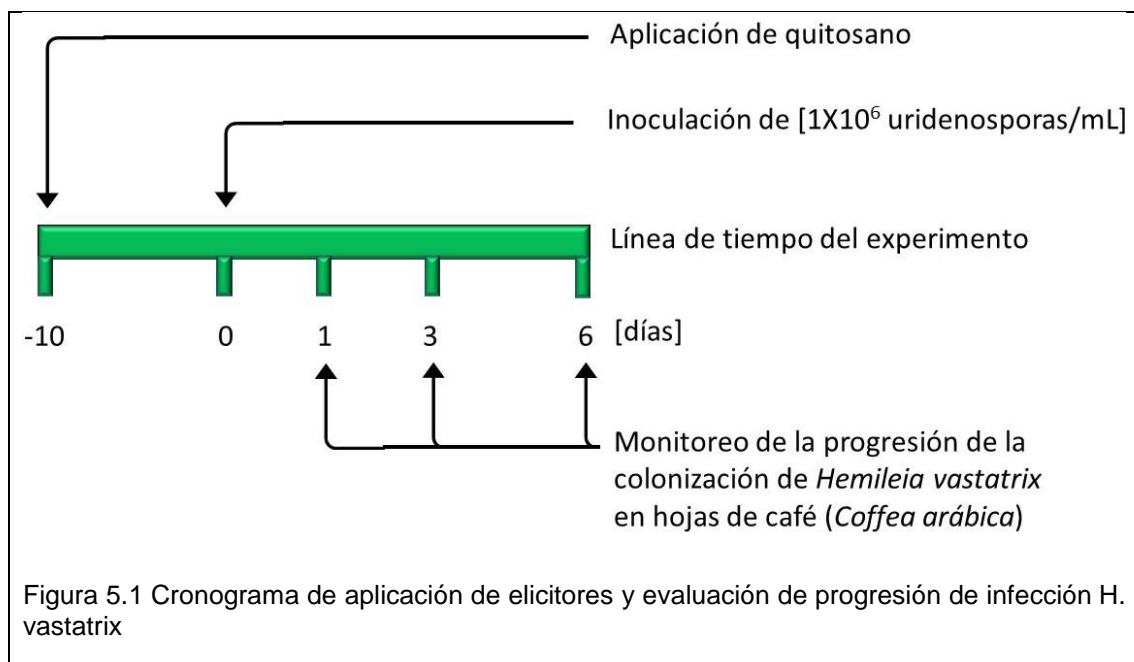 Aplicación de quitosano
Inoculación de [1X10⁶ uridenosporas/mL]
Línea de tiempo del experimento
-10 0 1 3 6 [días]
Monitoreo de la progresión de la
colonización de Hemileia vastatrix
en hojas de café (Coffea arábica)
Figura 5.1 Cronograma de aplicación de elicitores y evaluación de progresión de infección H.
vastatrix